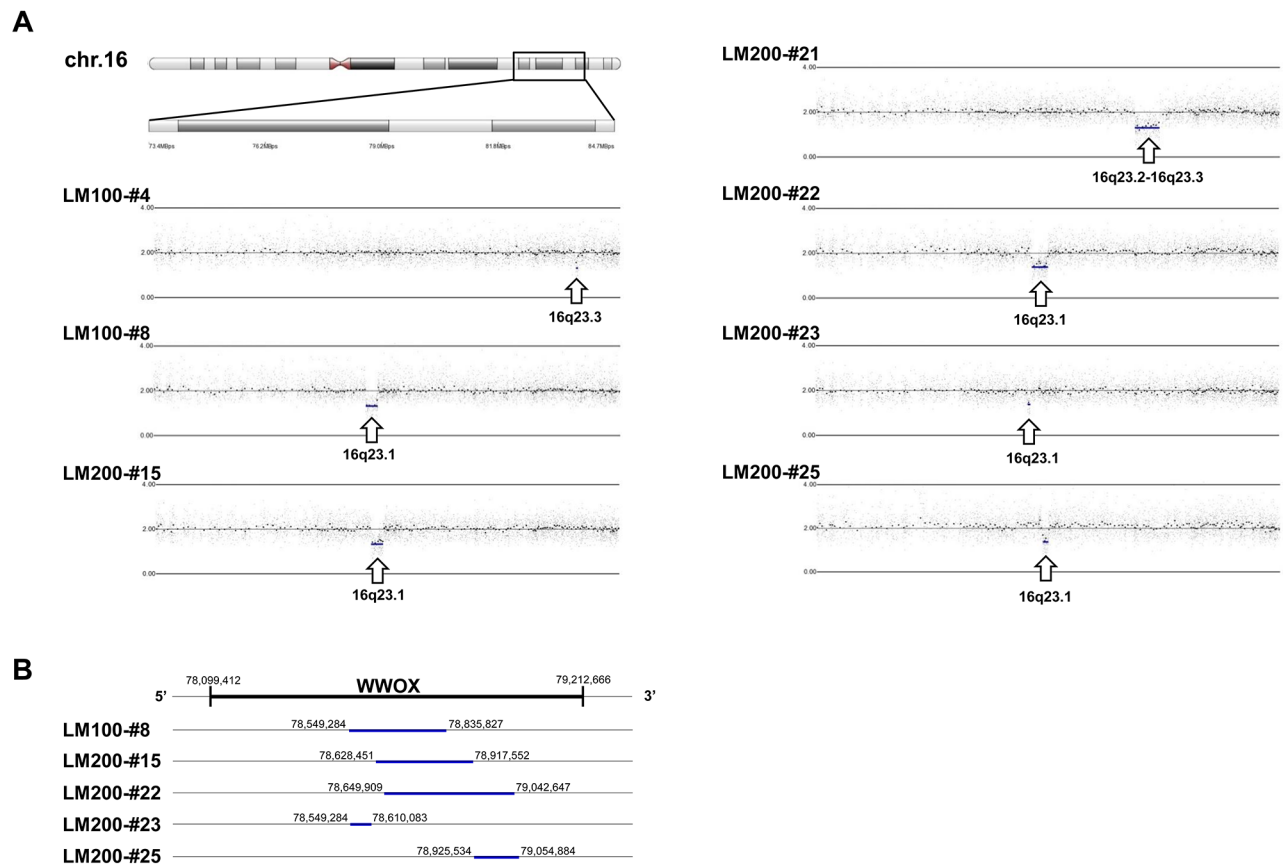 A
chr.16
73.4MBps 76.2MBps 79.0MBps 81.8MBps 84.7MBps
LM100-#4
4.00
2.00
0.00
16q23.3
LM100-#8
4.00
2.00
0.00
16q23.1
LM200-#15
4.00
2.00
0.00
16q23.1
LM200-#21
4.00
2.00
0.00
16q23.2-16q23.3
LM200-#22
4.00
2.00
0.00
16q23.1
LM200-#23
4.00
2.00
0.00
16q23.1
LM200-#25
4.00
2.00
0.00
16q23.1
B
78,099,412 WWOX 79,212,666
5’ 3’
LM100-#8 78,549,284 78,835,827
LM200-#15 78,628,451 78,917,552
LM200-#22 78,649,909 79,042,647
LM200-#23 78,549,284 78,610,083
LM200-#25 78,925,534 79,054,884